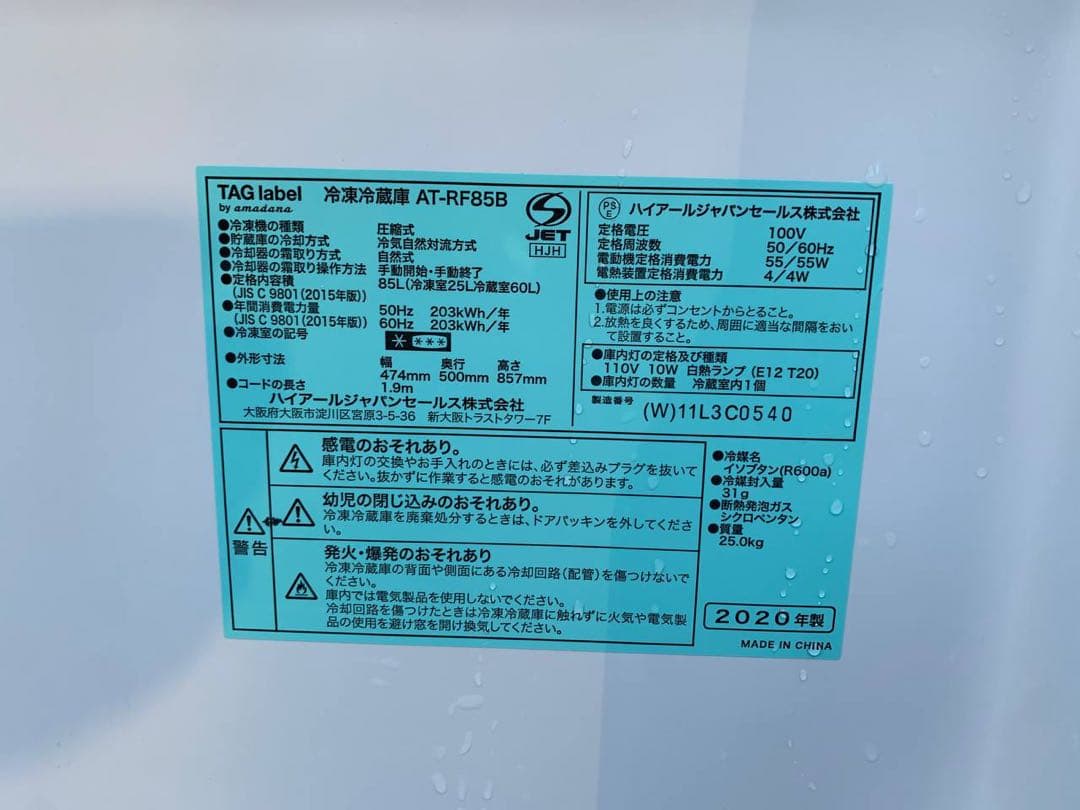 TAG label
by amadana
冷凍冷蔵庫 AT-RF85B
●冷凍機の種類 圧縮式
●貯蔵庫の冷却方式 冷気自然対流方式
●冷却器の霜取り方式 自然式
●冷却器の霜取り操作方法 手動開始・手動終了
●定格内容積 85L(冷凍室25L冷蔵室60L)
(JIS C 9801(2015年版))
●年間消費電力量 50Hz 203kWh/年
(JIS C 9801(2015年版)) 60Hz 203kWh/年
●冷凍室の記号
●外形寸法 幅 奥行 高さ
474mm 500mm 857mm
●コードの長さ 1.9m
ハイアールジャパンセールス株式会社
大阪府大阪市淀川区宮原3-5-36 新大阪トラストタワー7F
JET
HJH
PS
E
ハイアールジャパンセールス株式会社
定格電圧 100V
定格周波数 50/60Hz
電動機定格消費電力 55/55W
電熱装置定格消費電力 4/4W
●使用上の注意
1.電源は必ずコンセントからとること。
2.放熱を良くするため、周囲に適当な間隔をおい
て設置すること。
●庫内灯の定格及び種類
110V 10W 白熱ランプ(E12 T20)
●庫内灯の数量 冷蔵室内1個
製造番号 (W)11L3C0540
警告
感電のおそれあり。
庫内灯の交換やお手入れのときには、必ず差込みプラグを抜いて
ください。抜かずに作業すると感電のおそれがあります。
幼児の閉じ込みのおそれあり。
冷凍冷蔵庫を廃棄処分するときは、ドアパッキンを外してくださ
い。
発火・爆発のおそれあり
冷凍冷蔵庫の背面や側面にある冷却回路(配管)を傷つけないで
ください。
庫内では電気製品を使用しないでください。
冷却回路を傷つけたときは冷凍冷蔵庫に触れずに火気や電気製
品の使用を避け窓を開け換気してください。
●冷媒名
イソブタン(R600a)
●冷媒封入量
31g
●断熱発泡ガス
シクロペンタン
●質量
25.0kg
2020年製
MADE IN CHINA